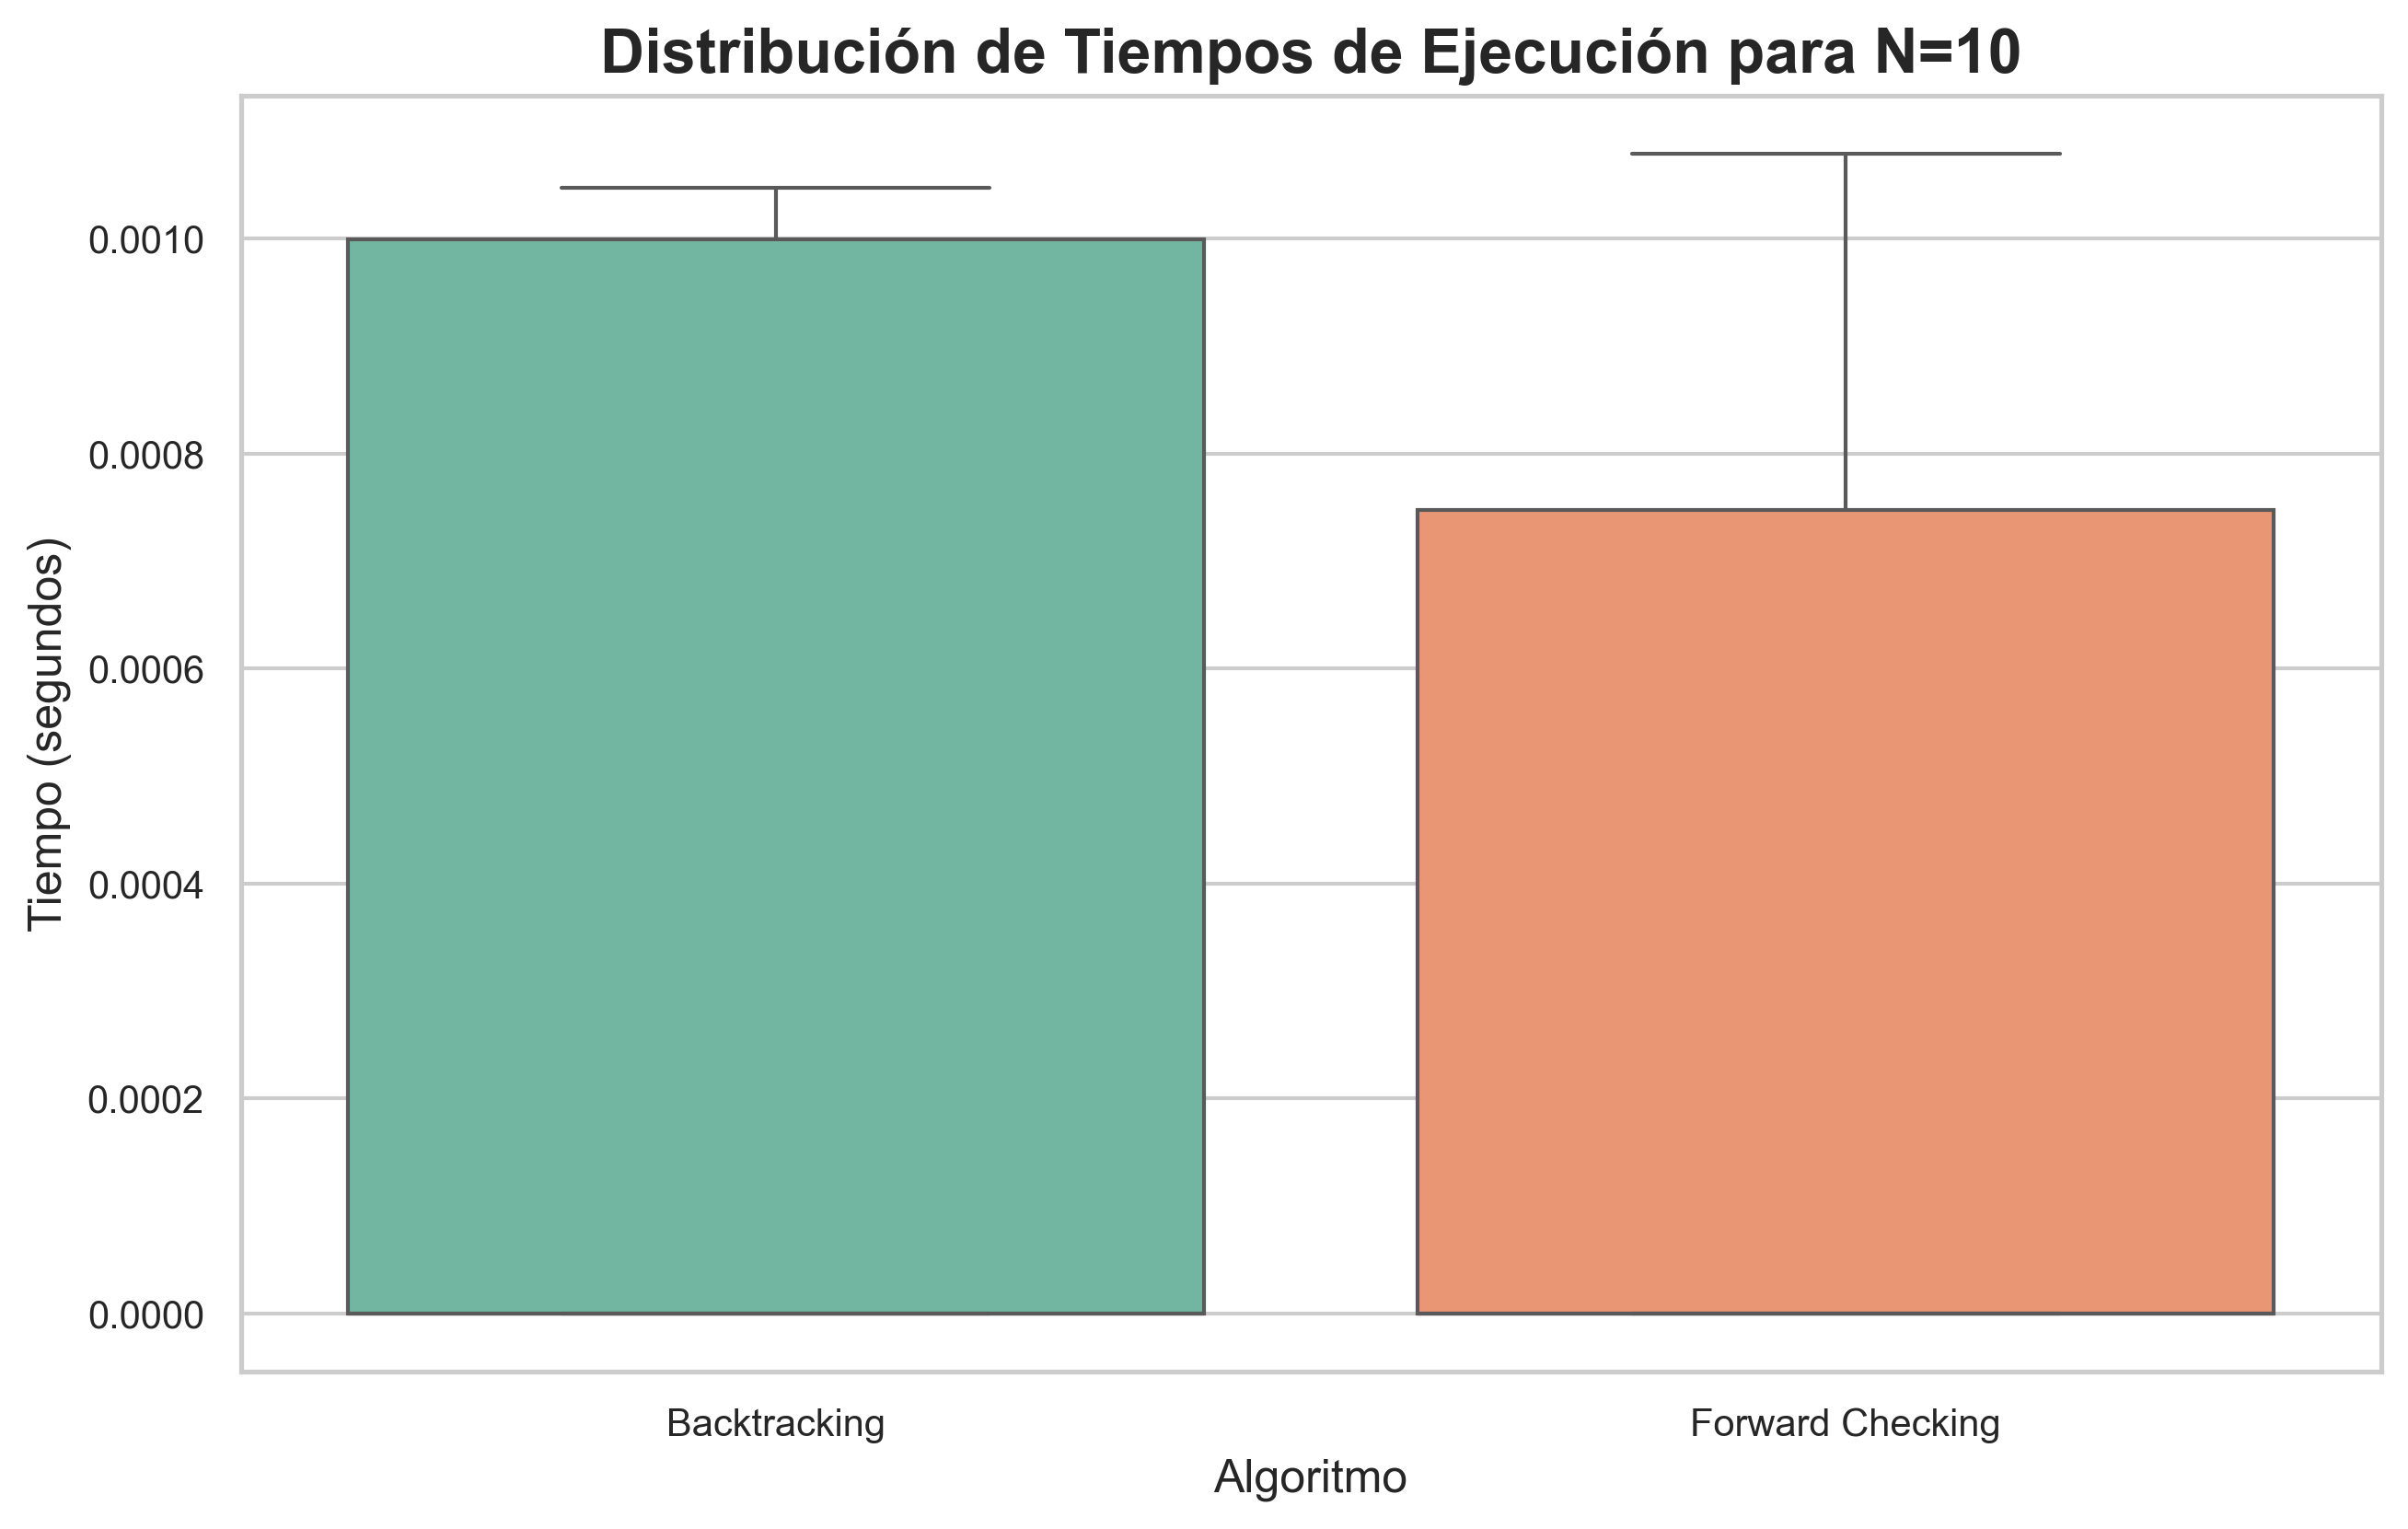 Distribución de Tiempos de Ejecución para N=10
Tiempo (segundos)
0.0010
0.0008
0.0006
0.0004
0.0002
0.0000
Backtracking
Forward Checking
Algoritmo